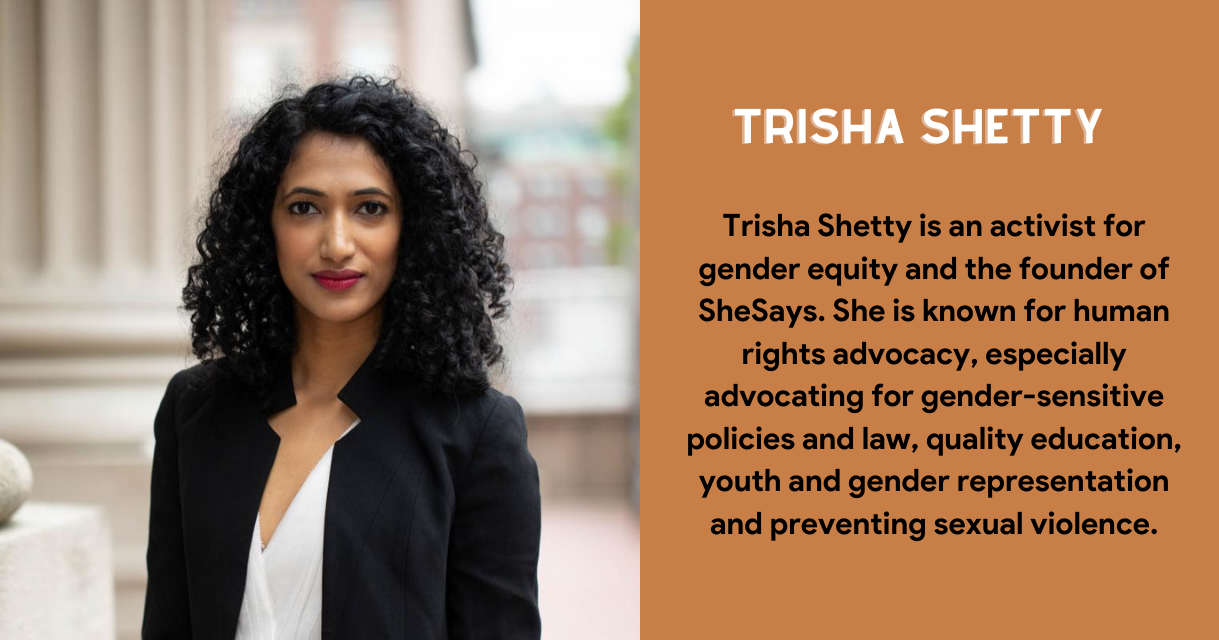 TRISHA SHETTY
Trisha Shetty is an activist for
gender equity and the founder of
SheSays. She is known for human
rights advocacy, especially
advocating for gender-sensitive
policies and law, quality education,
youth and gender representation
and preventing sexual violence.